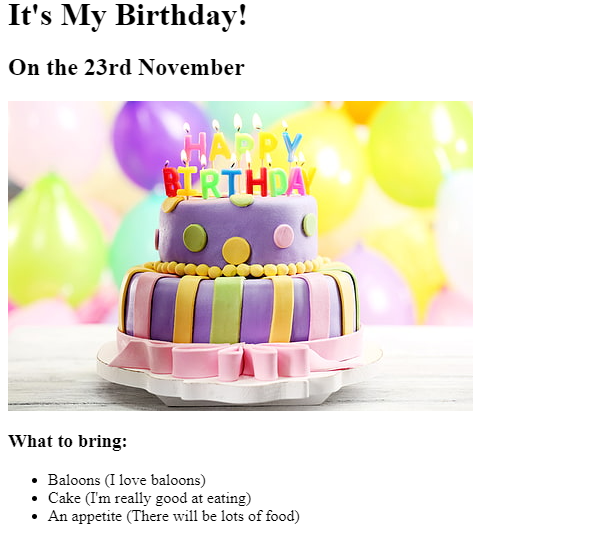 It's My Birthday!
On the 23rd November
HAPPY
BIRTHDAY
What to bring:
Baloons (I love baloons)
Cake (I'm really good at eating)
An appetite (There will be lots of food)